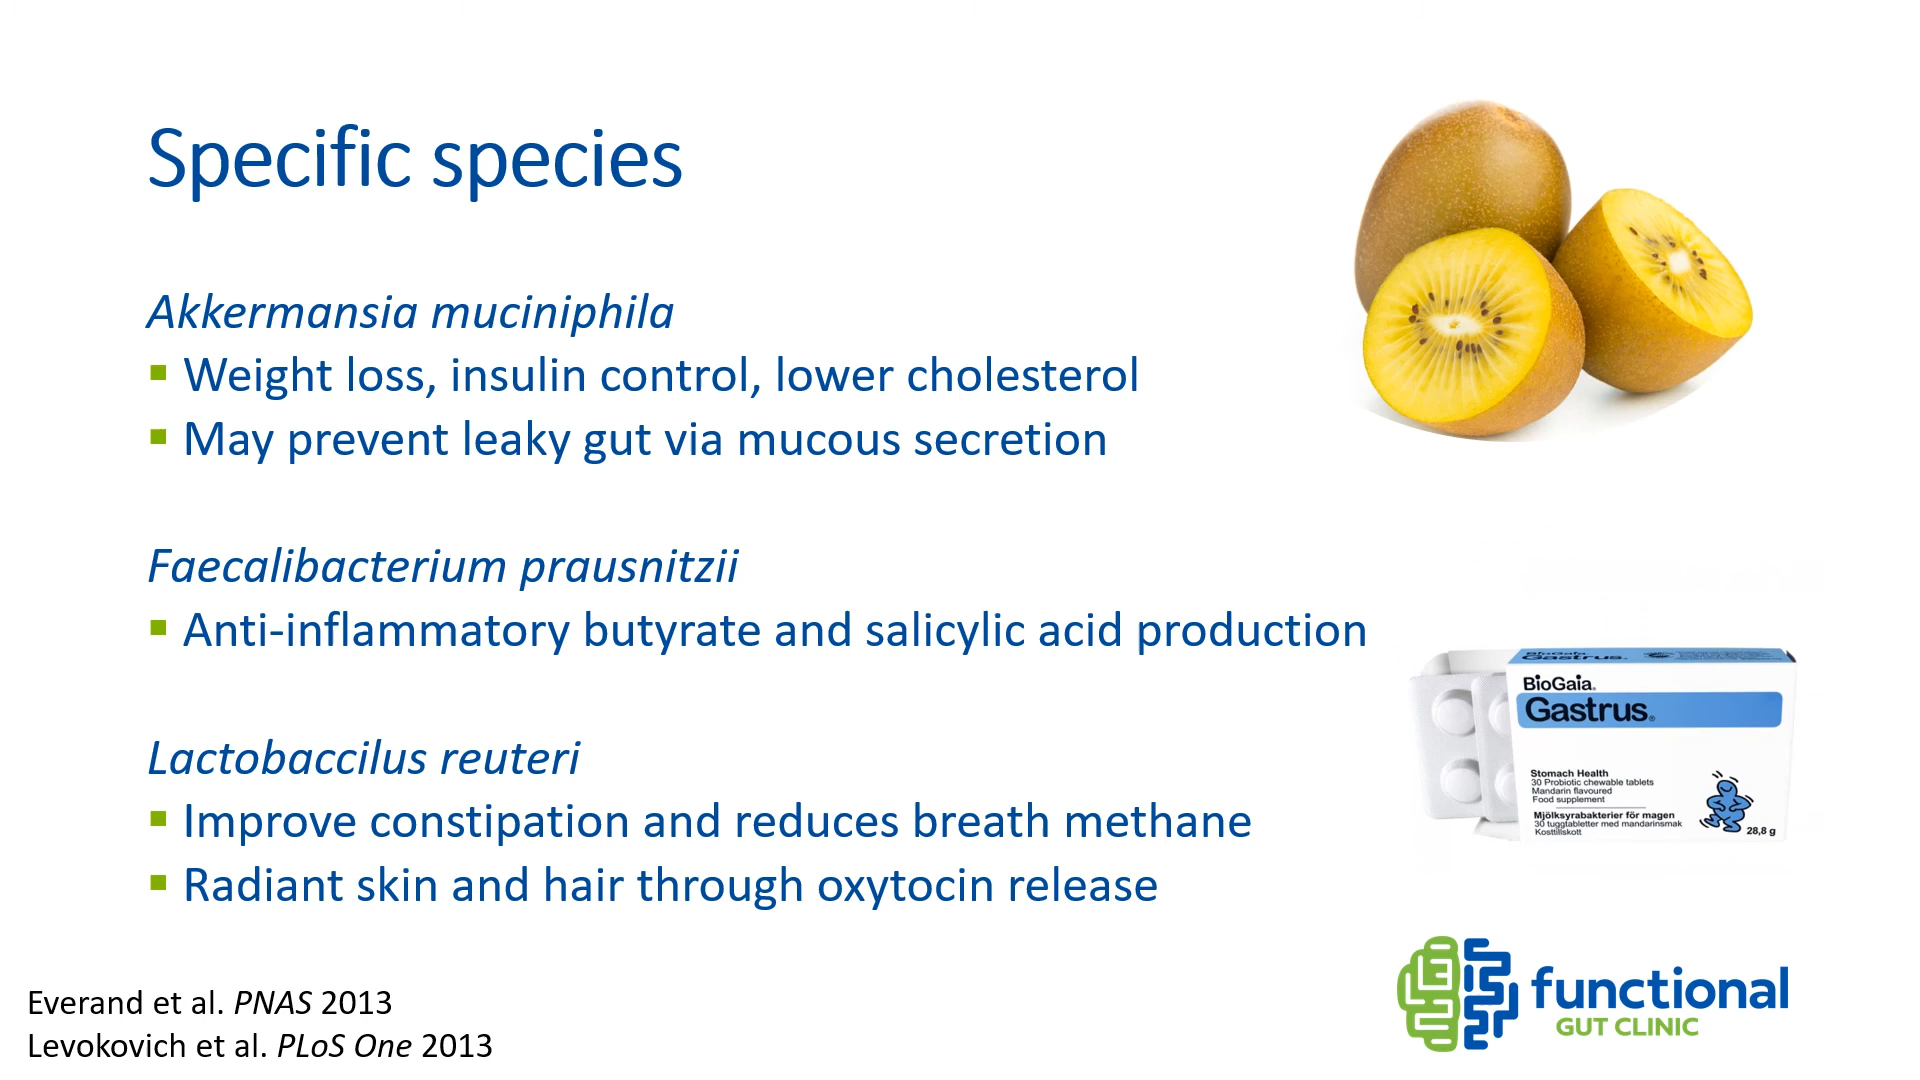 Specific species
Akkermansia muciniphila
▪ Weight loss, insulin control, lower cholesterol
▪ May prevent leaky gut via mucous secretion
Faecalibacterium prausnitzii
▪ Anti-inflammatory butyrate and salicylic acid production
Lactobaccilus reuteri
▪ Improve constipation and reduces breath methane
▪ Radiant skin and hair through oxytocin release
BioGaia
Gastrus®
BioGaia®
Gastrus®
Stomach Health
30 Probiotic chewable tablets
Mandarin flavoured
Food supplement
Mjölksyrabakterier för magen
30 tuggtabletter med mandarinsmak
Kosttillskott
28,8 g
Everand et al. PNAS 2013
Levokovich et al. PLoS One 2013
functional
GUT CLINIC